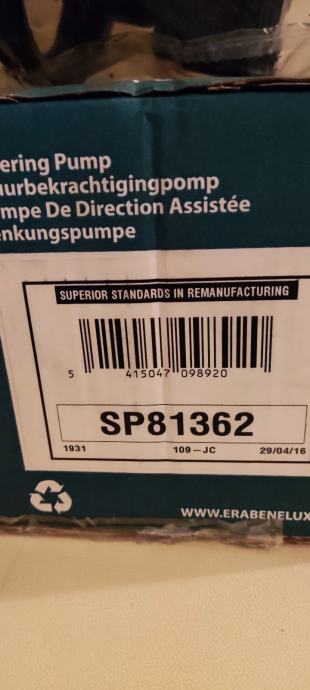 ering Pump
uurbekrachtigingpomp
mpe De Direction Assistée
nkungspumpe
SUPERIOR STANDARDS IN REMANUFACTURING
5 415047 098920
SP81362
1931 109-JC 29/04/16
WWW.ERABENELUX